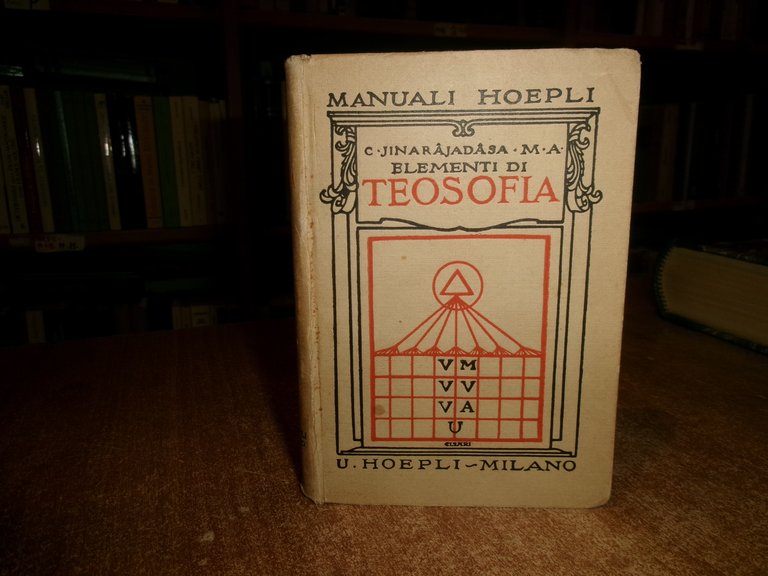 MANUALI HOEPLI
C · JINARÂJADÂSA · M · A ·
ELEMENTI DI
TEOSOFIA
V M
V V
V A
U
U. HOEPLI ~ MILANO